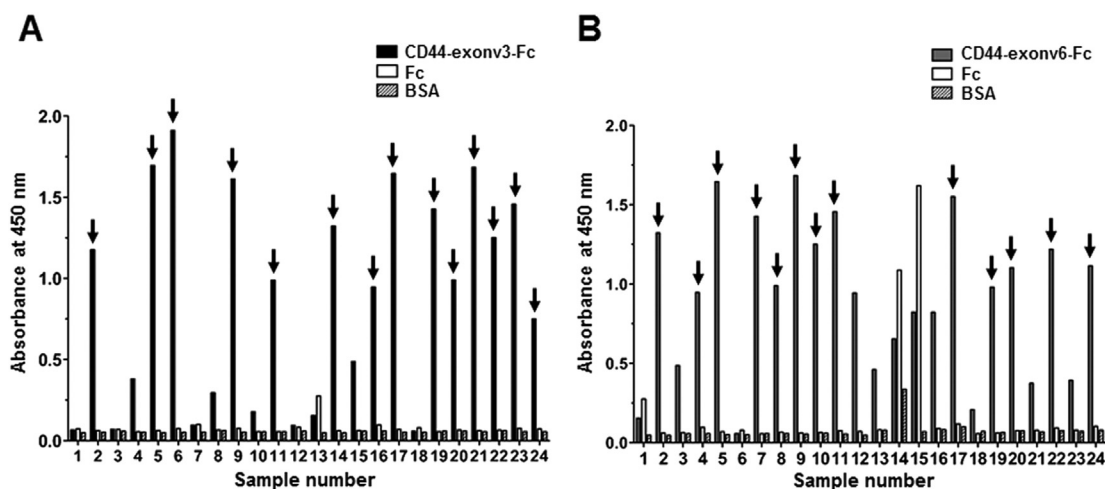 A
CD44-exonv3-Fc
Fc
BSA
Absorbance at 450 nm
2.0
1.5
1.0
0.5
0.0
1 2 3 4 5 6 7 8 9 10 11 12 13 14 15 16 17 18 19 20 21 22 23 24
Sample number
B
CD44-exonv6-Fc
Fc
BSA
Absorbance at 450 nm
2.0
1.5
1.0
0.5
0.0
1 2 3 4 5 6 7 8 9 10 11 12 13 14 15 16 17 18 19 20 21 22 23 24
Sample number